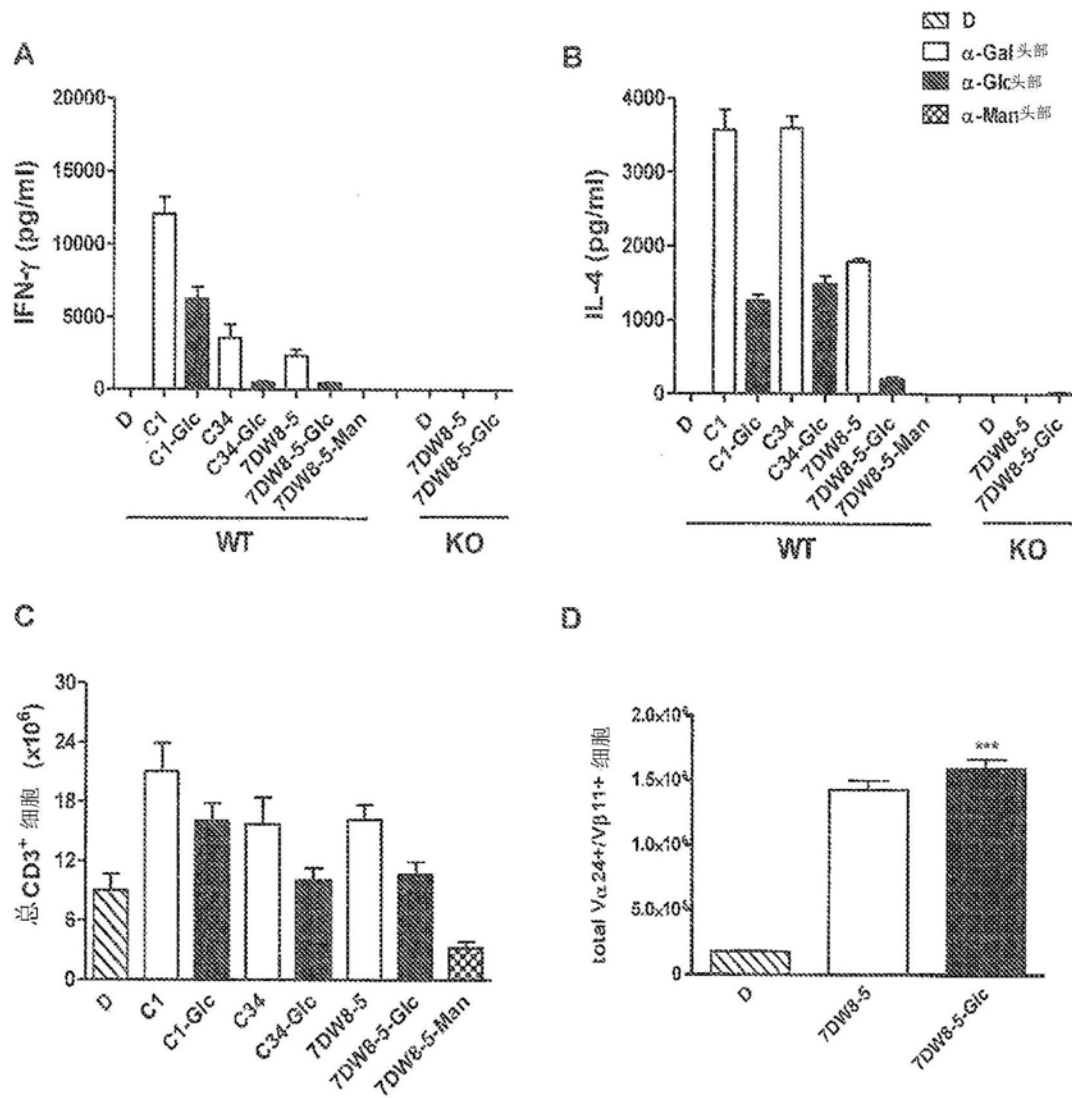 D
α-Gal头部
α-Glc头部
α-Man头部
A
IFN-γ (pg/ml)
20000
15000
10000
5000
0
D
C1
C1-Glc
C34
C34-Glc
7DW8-5
7DW8-5-Glc
7DW8-5-Man
D
7DW8-5
7DW8-5-Glc
WT
KO
B
IL-4 (pg/ml)
4000
3000
2000
1000
0
D
C1
C1-Glc
C34
C34-Glc
7DW8-5
7DW8-5-Glc
7DW8-5-Man
D
7DW8-5
7DW8-5-Glc
WT
KO
C
总 CD3⁺ 细胞 (x10⁶)
30
24
18
12
6
0
D
C1
C1-Glc
C34
C34-Glc
7DW8-5
7DW8-5-Glc
7DW8-5-Man
D
total Vα24+/Vβ11+ 细胞
0
***
D
7DW8-5
7DW8-5-Glc